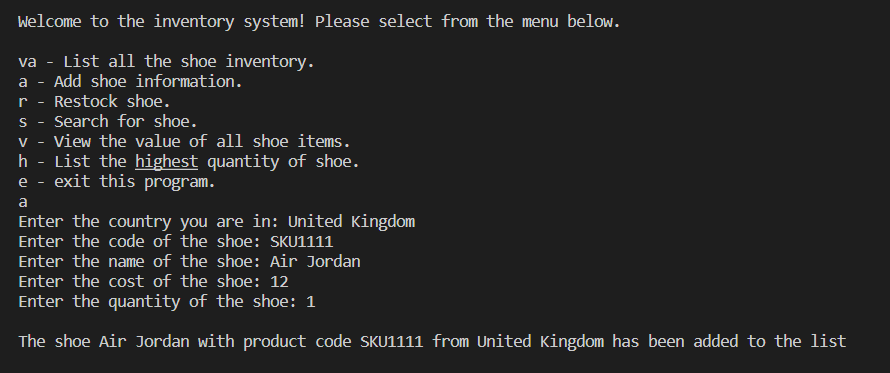 Welcome to the inventory system! Please select from the menu below.
va - List all the shoe inventory.
a - Add shoe information.
r - Restock shoe.
s - Search for shoe.
v - View the value of all shoe items.
h - List the highest quantity of shoe.
e - exit this program.
a
Enter the country you are in: United Kingdom
Enter the code of the shoe: SKU1111
Enter the name of the shoe: Air Jordan
Enter the cost of the shoe: 12
Enter the quantity of the shoe: 1
The shoe Air Jordan with product code SKU1111 from United Kingdom has been added to the list